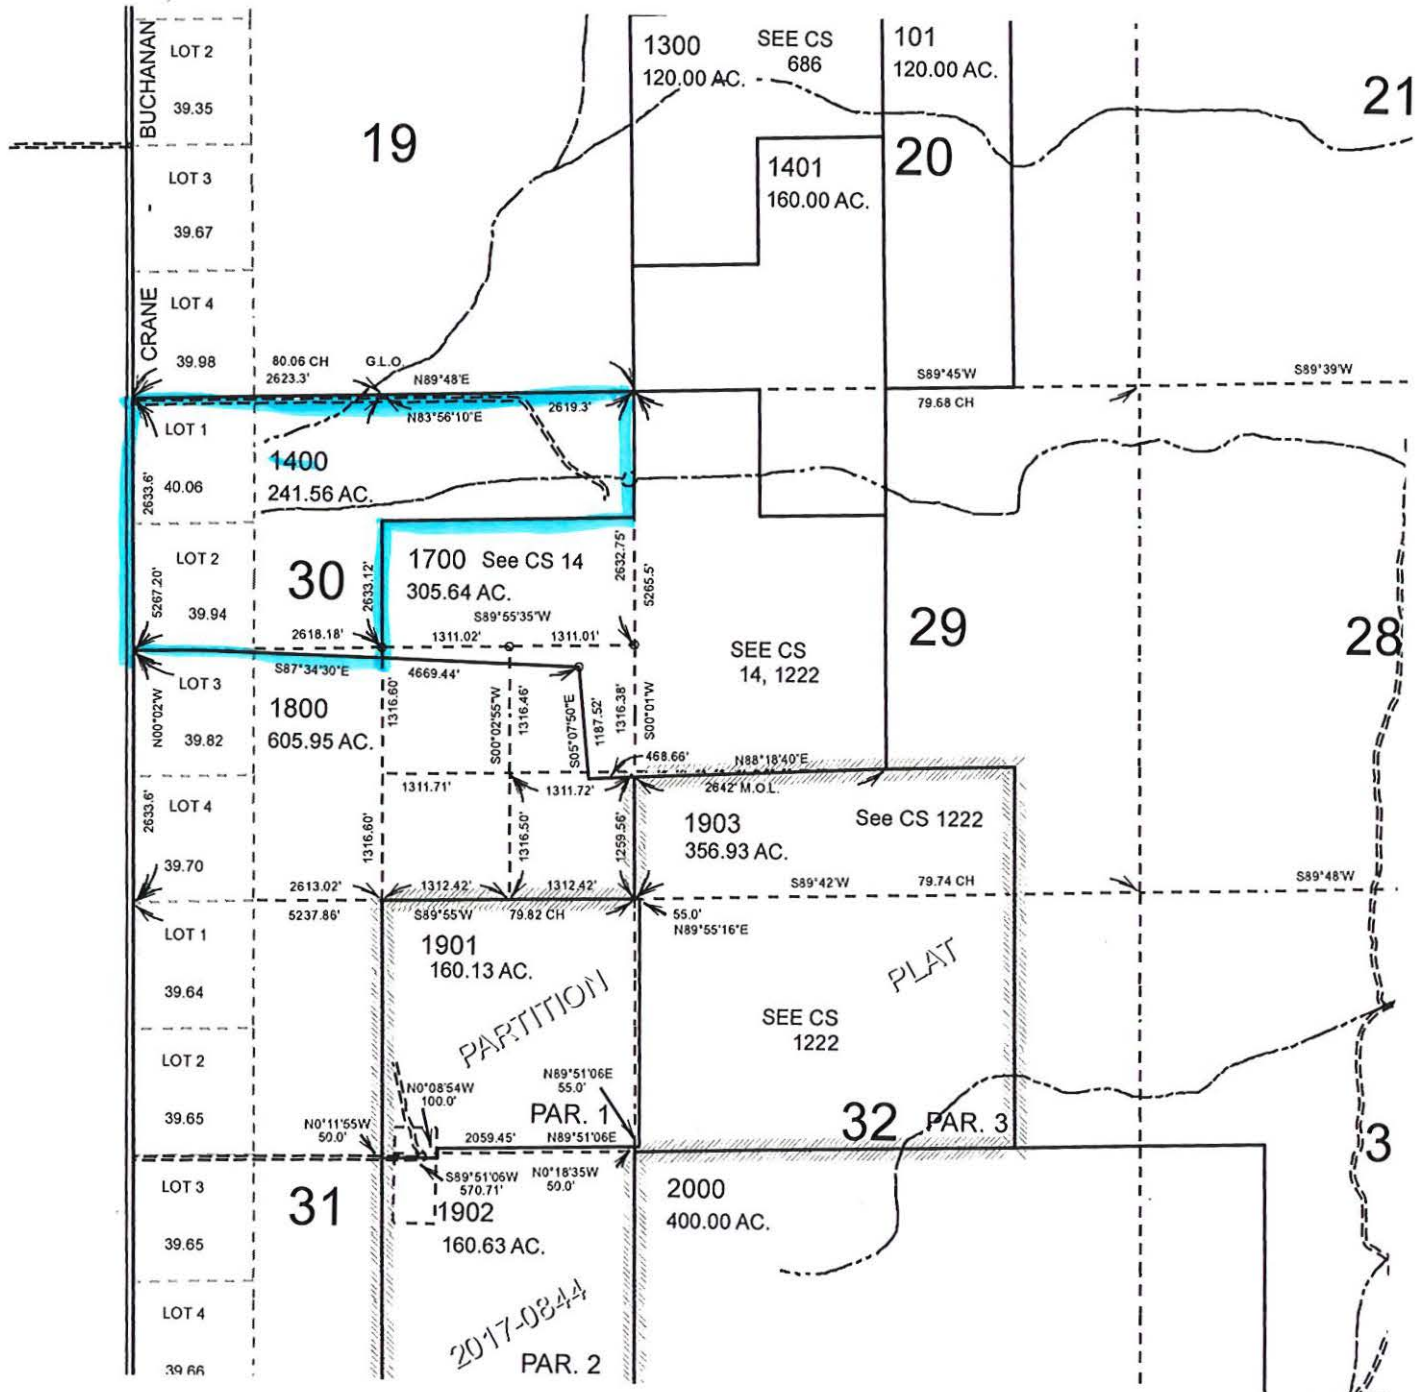 BUCHANAN - CRANE
LOT 2
39.35
LOT 3
39.67
LOT 4
39.98
19
1300
120.00 AC.
SEE CS
686
101
120.00 AC.
21
1401
160.00 AC.
20
80.06 CH
G.L.O.
2623.3'
N89°48'E
N83°56'10"E
2619.3'
S89°45'W
79.68 CH
S89°39'W
LOT 1
40.06
2633.6'
1400
241.56 AC.
LOT 2
39.94
5267.20'
30
2633.12'
1700 See CS 14
305.64 AC.
S89°55'35"W
2632.75'
5265.5'
2618.18'
1311.02'
1311.01'
S87°34'30"E
4669.44'
SEE CS
14, 1222
29
28
LOT 3
39.82
N00°02'W
1800
605.95 AC.
1316.60'
S00°02'55"W
1316.46'
S05°07'50"E
1187.52'
1316.38'
S00°01'W
468.66'
N88°18'40"E
2642' M.O.L.
1311.71'
1311.72'
LOT 4
39.70
2633.6'
1316.60'
1316.50'
1259.56'
1903
356.93 AC.
See CS 1222
2613.02'
1312.42'
1312.42'
S89°42'W
79.74 CH
S89°48'W
5237.86'
S89°55'W
79.82 CH
55.0'
N89°55'16"E
LOT 1
39.64
1901
160.13 AC.
PARTITION
PLAT
SEE CS
1222
LOT 2
39.65
N0°11'55W
50.0'
N0°08'54W
100.0'
N89°51'06E
55.0'
PAR. 1
2059.45'
N89°51'06E
32
PAR. 3
3
LOT 3
39.65
31
S89°51'06W
570.71'
N0°18'35W
50.0'
1902
160.63 AC.
2000
400.00 AC.
LOT 4
39.66
2017-0844
PAR. 2